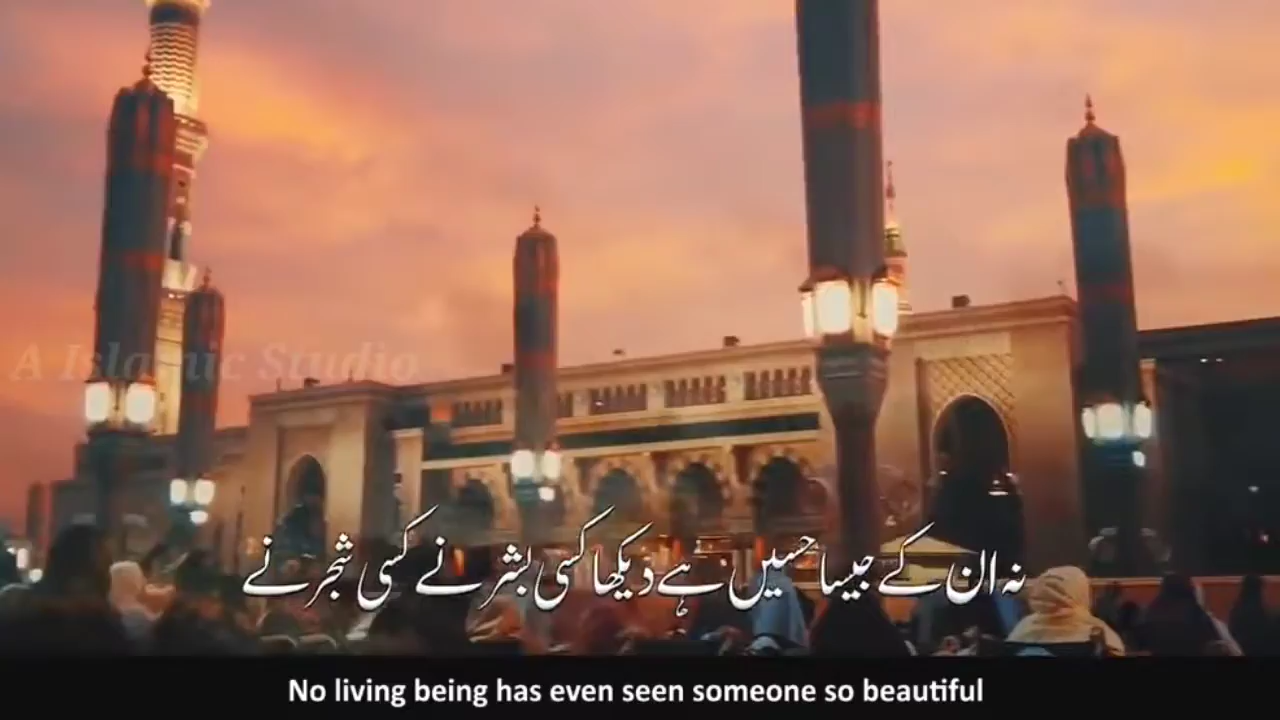 A Islamic Studio
نہ ان کے جیسا حسیں ہے دیکھا کسی بشر نے کسی شجر نے
No living being has even seen someone so beautiful